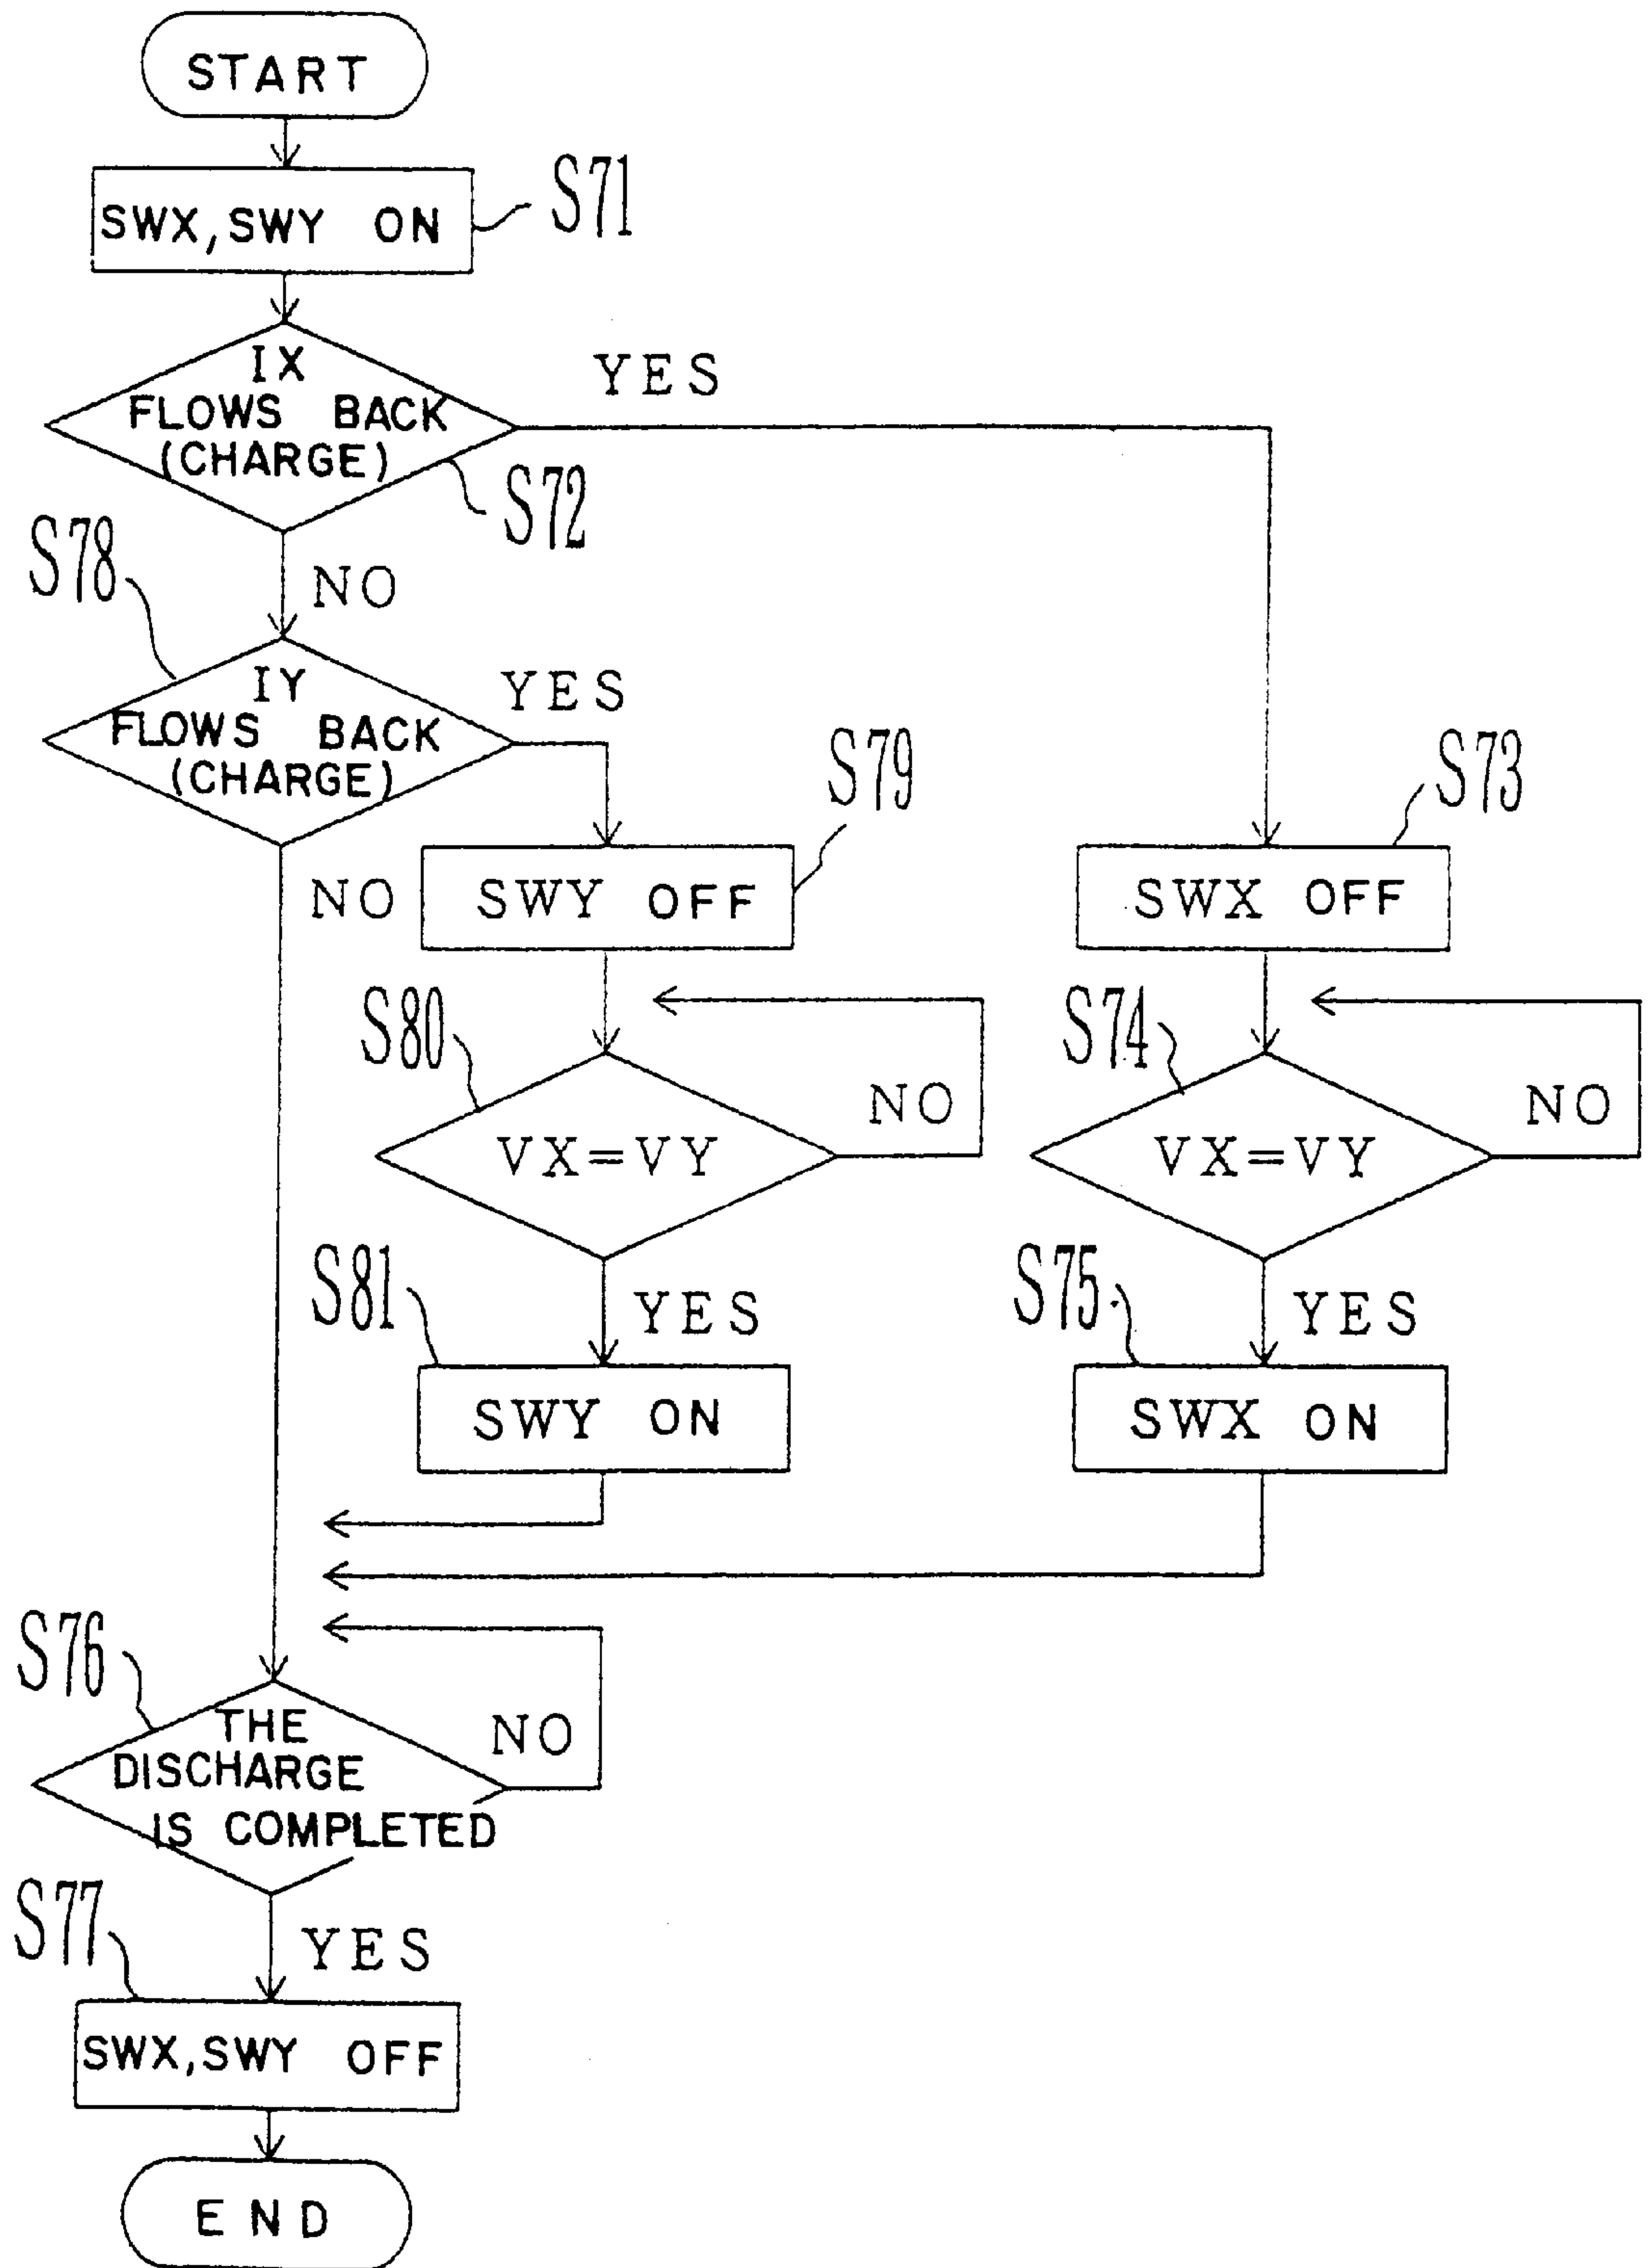 START
SWX,SWY ON
S71
IX
FLOWS BACK
(CHARGE)
YES
S72
NO
S78
IY
FLOWS BACK
(CHARGE)
YES
NO
S79
SWY OFF
S73
SWX OFF
S80
VX=VY
NO
S74
VX=VY
NO
S81
YES
SWY ON
S75
YES
SWX ON
S76
THE
DISCHARGE
IS COMPLETED
NO
S77
YES
SWX,SWY OFF
END